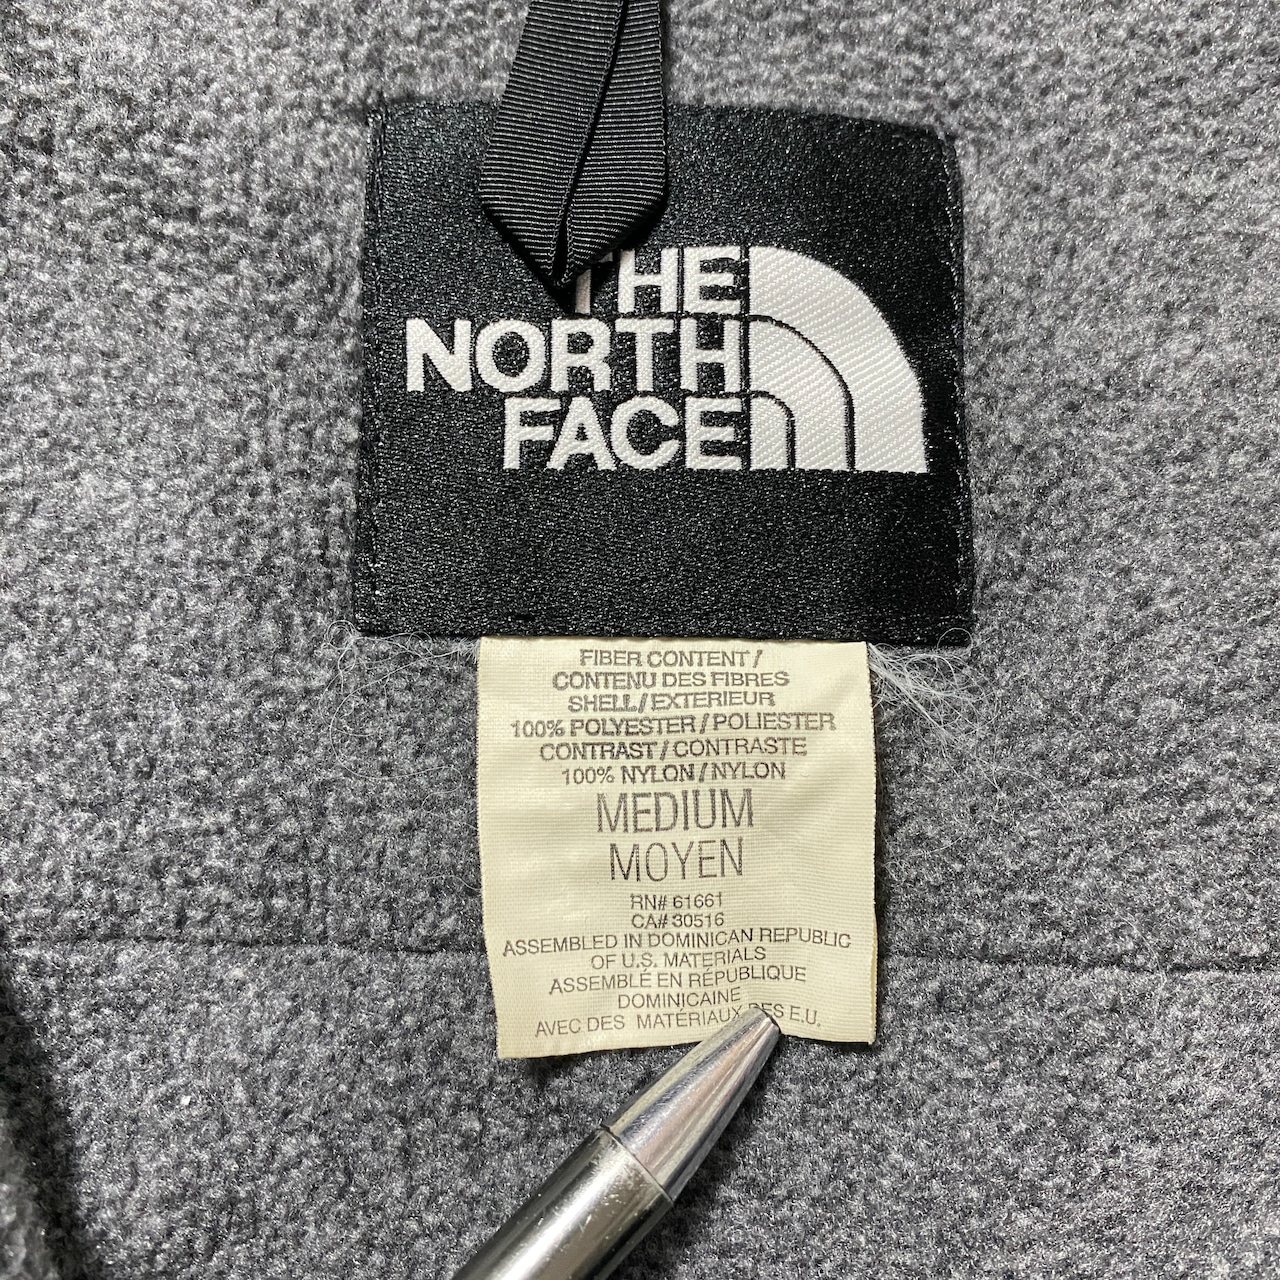 THE
NORTH
FACE
FIBER CONTENT/
CONTENU DES FIBRES
SHELL/EXTERIEUR
100% POLYESTER/POLIESTER
CONTRAST/CONTRASTE
100% NYLON/NYLON
MEDIUM
MOYEN
RN# 61661
CA# 30516
ASSEMBLED IN DOMINICAN REPUBLIC
OF U.S. MATERIALS
ASSEMBLÉ EN RÉPUBLIQUE
DOMINICAINE
AVEC DES MATÉRIAUX DES E.U.